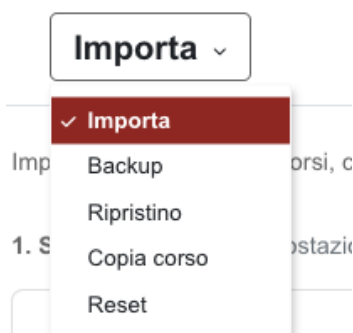 Importa
Importa
Imp
orsi, c
Backup
Ripristino
1. S
ostazio
Copia corso
Reset